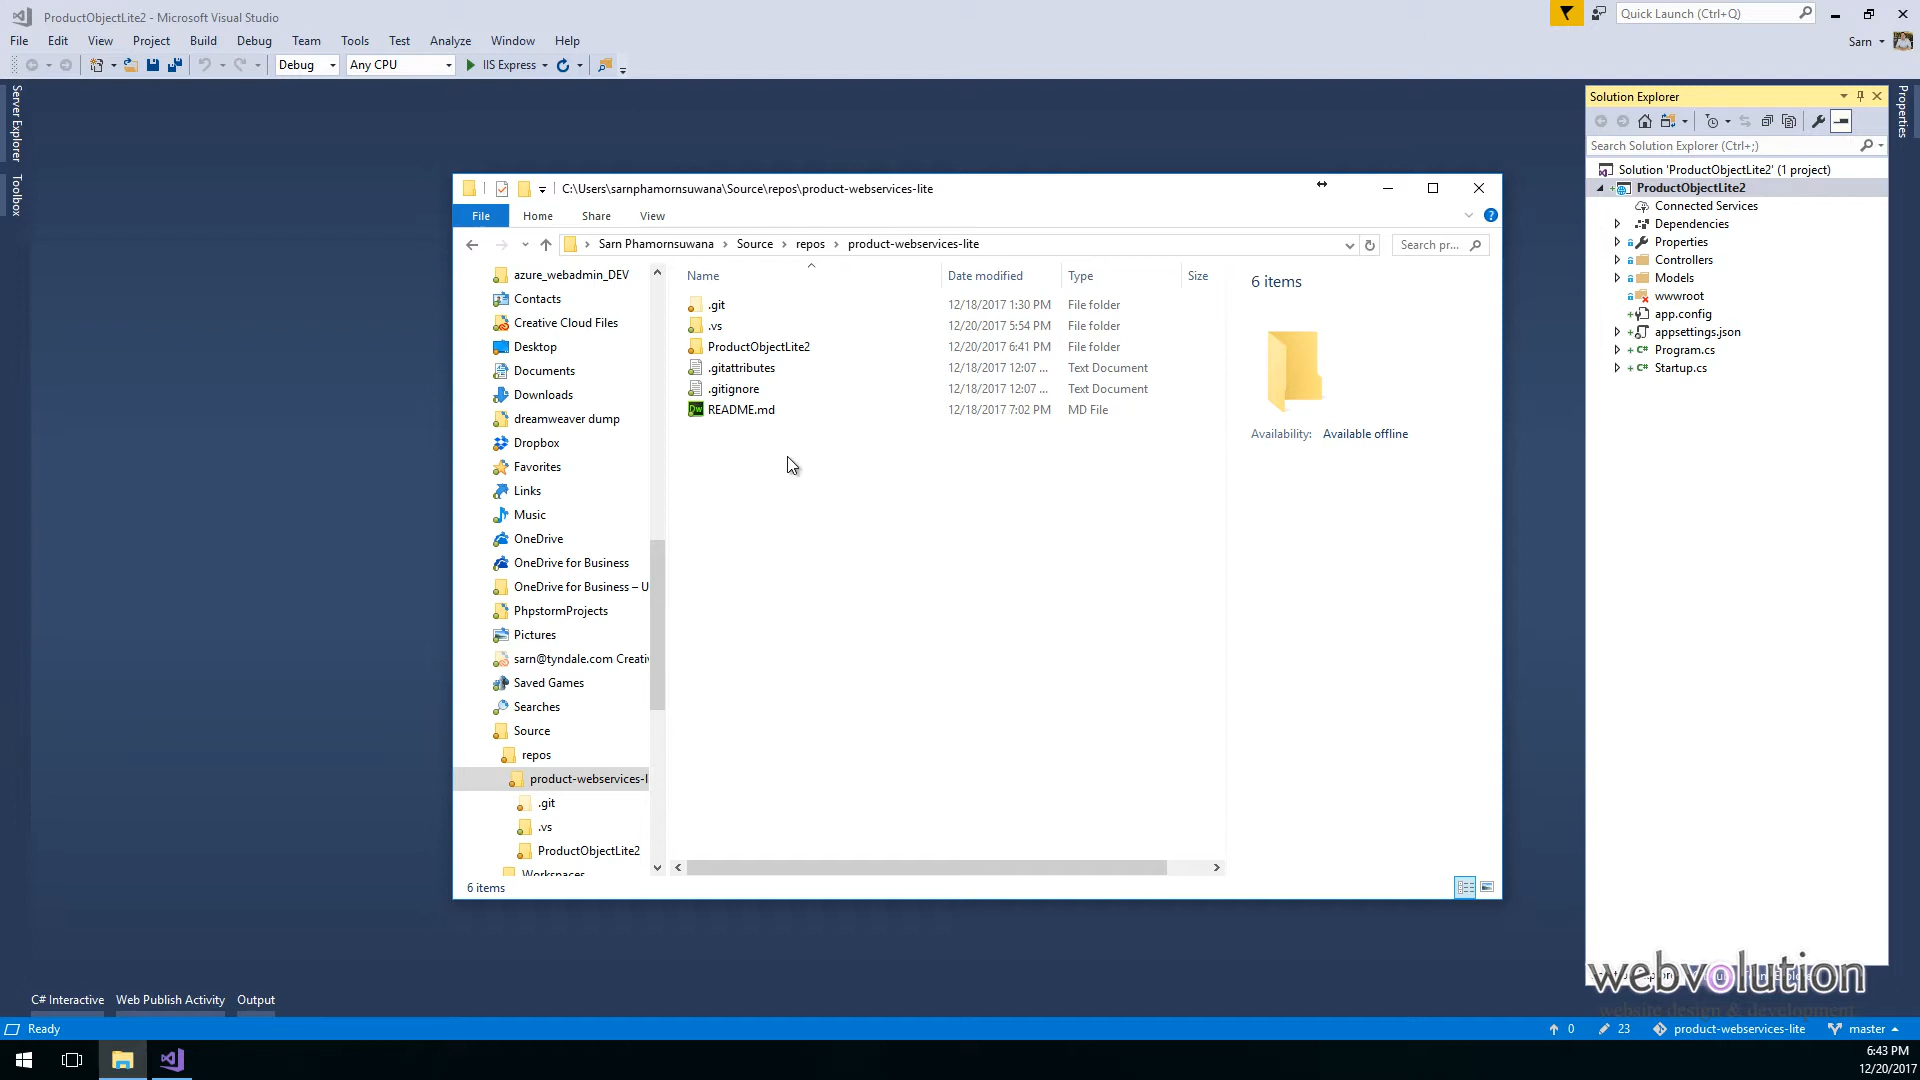 ProductObjectLite2 - Microsoft Visual Studio
Quick Launch (Ctrl+Q)
File Edit View Project Build Debug Team Tools Test Analyze Window Help
Sarn
Debug Any CPU IIS Express
Server Explorer
Toolbox
C:\Users\sarnphamornsuwana\Source\repos\product-webservices-lite
File Home Share View
Sarn Phamornsuwana Source repos product-webservices-lite
Search pr...
azure_webadmin_DEV
Contacts
Creative Cloud Files
Desktop
Documents
Downloads
dreamweaver dump
Dropbox
Favorites
Links
Music
OneDrive
OneDrive for Business
OneDrive for Business – U
PhpstormProjects
Pictures
sarn@tyndale.com Creativ
Saved Games
Searches
Source
repos
product-webservices-l
.git
.vs
ProductObjectLite2
Workspaces
Name Date modified Type Size
.git 12/18/2017 1:30 PM File folder
.vs 12/20/2017 5:54 PM File folder
ProductObjectLite2 12/20/2017 6:41 PM File folder
.gitattributes 12/18/2017 12:07 ... Text Document
.gitignore 12/18/2017 12:07 ... Text Document
README.md 12/18/2017 7:02 PM MD File
6 items
Availability: Available offline
6 items
Solution Explorer
Search Solution Explorer (Ctrl+;)
Solution 'ProductObjectLite2' (1 project)
ProductObjectLite2
Connected Services
Dependencies
Properties
Controllers
Models
wwwroot
app.config
appsettings.json
Program.cs
Startup.cs
Properties
webvolution
website design & development
C# Interactive Web Publish Activity Output
Ready
0 23 product-webservices-lite master
6:43 PM
12/20/2017